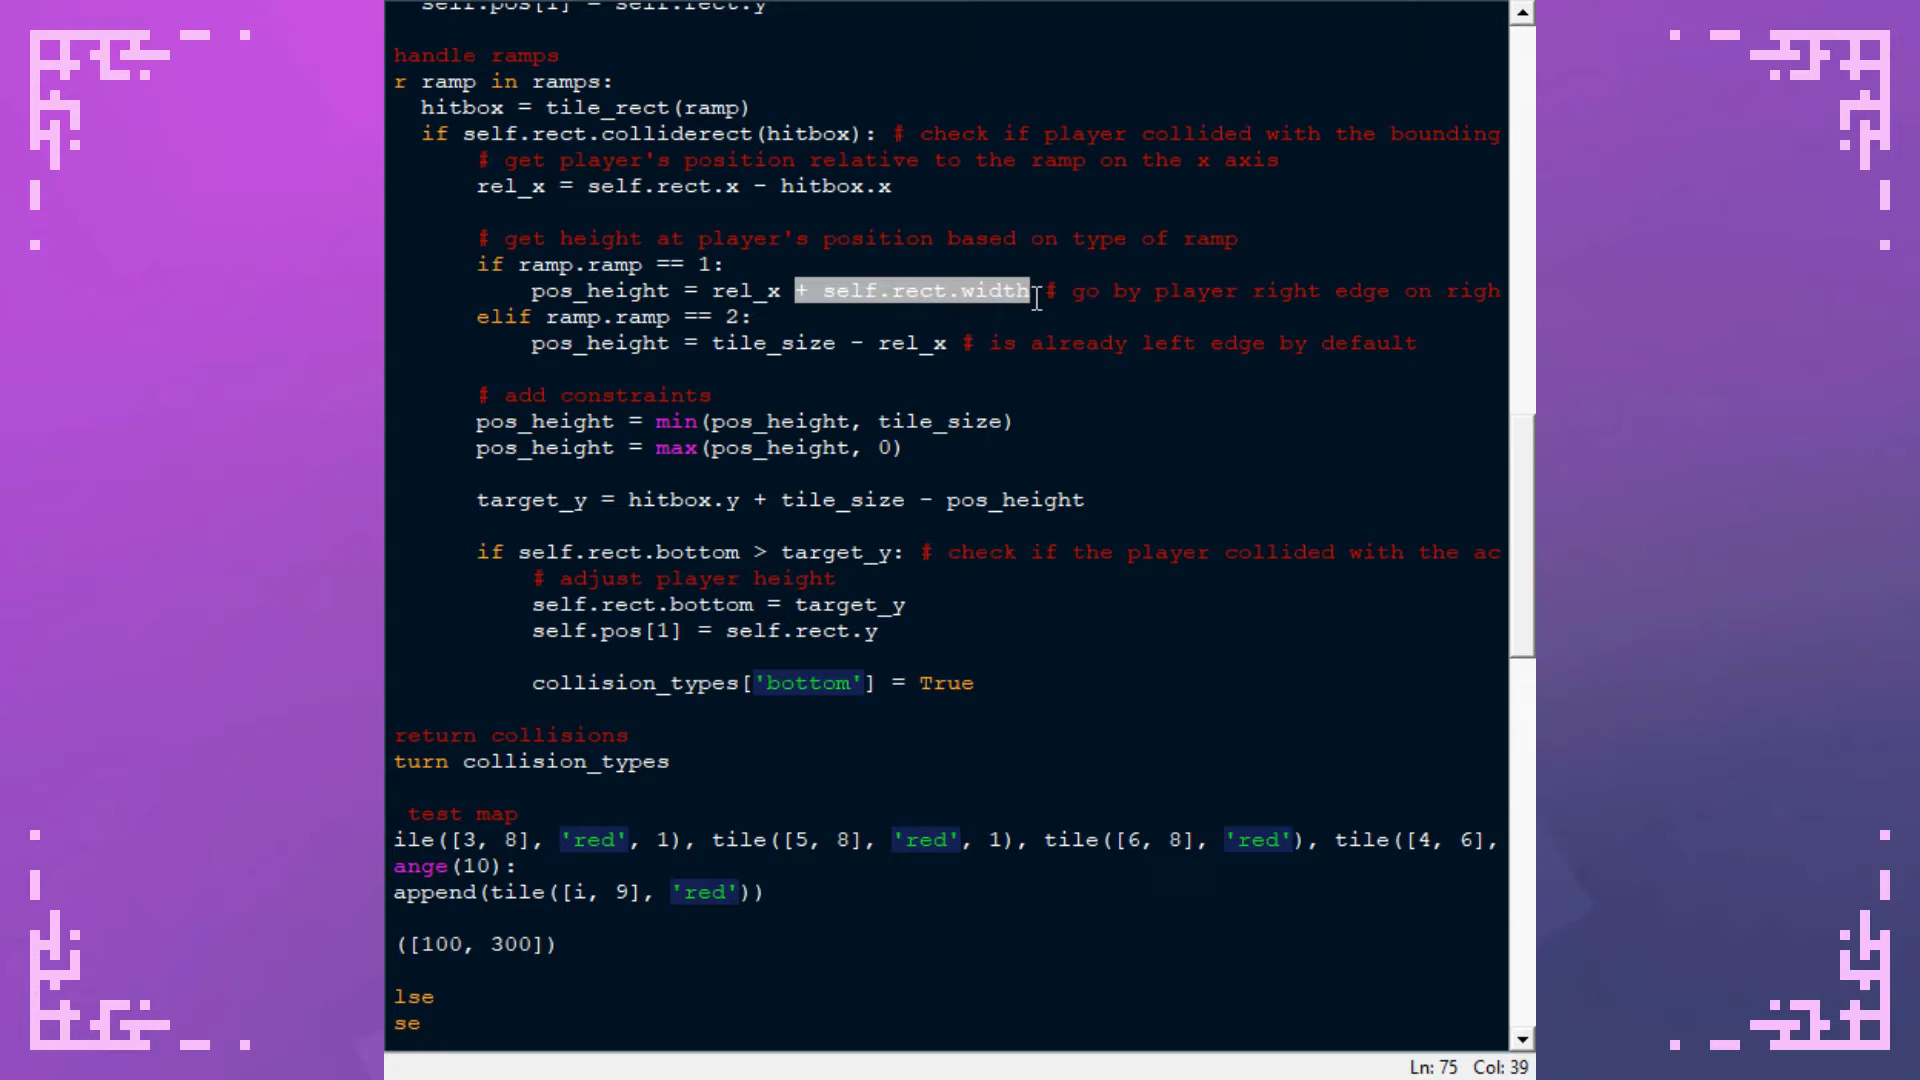 self.pos[1] = self.rect.y
handle ramps
r ramp in ramps:
hitbox = tile_rect(ramp)
if self.rect.colliderect(hitbox): # check if player collided with the bounding
# get player's position relative to the ramp on the x axis
rel_x = self.rect.x - hitbox.x
# get height at player's position based on type of ramp
if ramp.ramp == 1:
pos_height = rel_x + self.rect.width # go by player right edge on righ
elif ramp.ramp == 2:
pos_height = tile_size - rel_x # is already left edge by default
# add constraints
pos_height = min(pos_height, tile_size)
pos_height = max(pos_height, 0)
target_y = hitbox.y + tile_size - pos_height
if self.rect.bottom > target_y: # check if the player collided with the ac
# adjust player height
self.rect.bottom = target_y
self.pos[1] = self.rect.y
collision_types['bottom'] = True
return collisions
turn collision_types
test map
ile([3, 8], 'red', 1), tile([5, 8], 'red', 1), tile([6, 8], 'red'), tile([4, 6],
ange(10):
append(tile([i, 9], 'red'))
([100, 300])
lse
se
Ln: 75 Col: 39